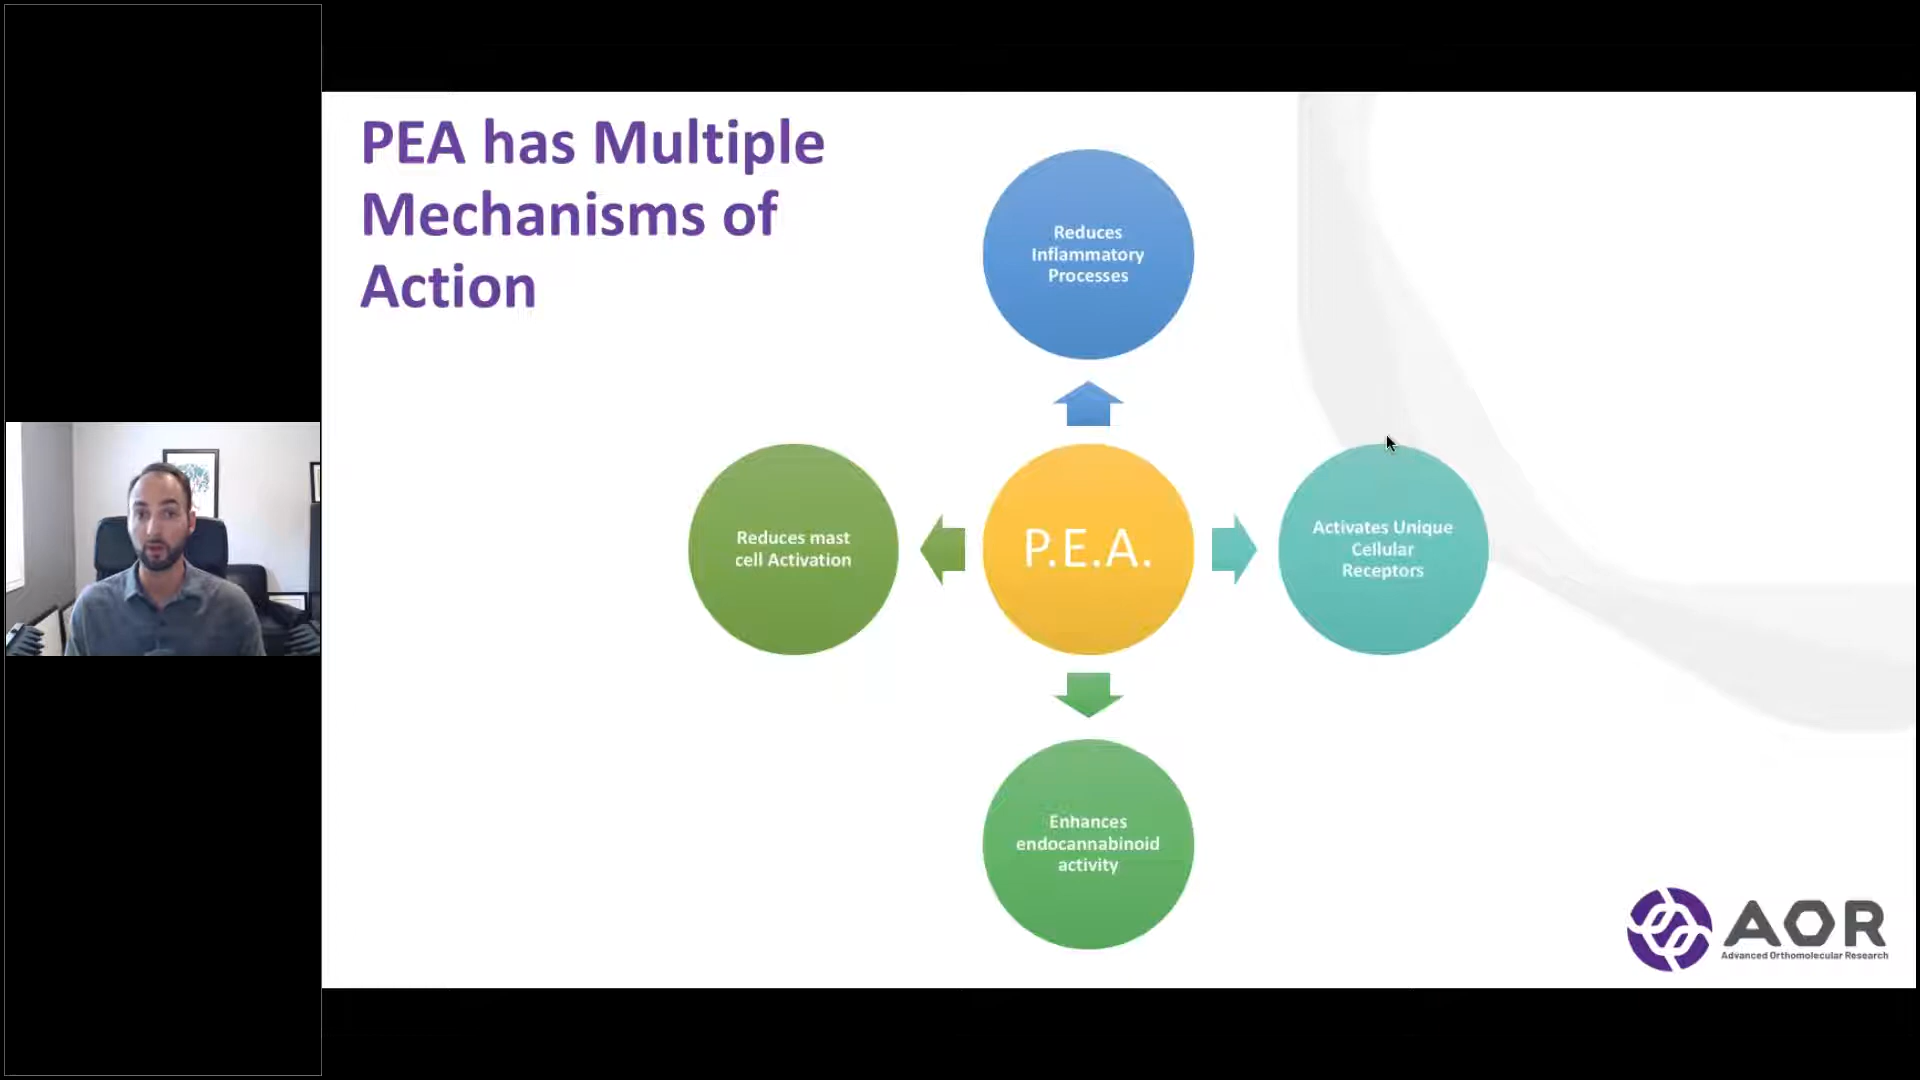 PEA has Multiple
Mechanisms of
Action
Reduces
Inflammatory
Processes
Reduces mast
cell Activation
P.E.A.
Activates Unique
Cellular
Receptors
Enhances
endocannabinoid
activity
AOR
Advanced Orthomolecular Research